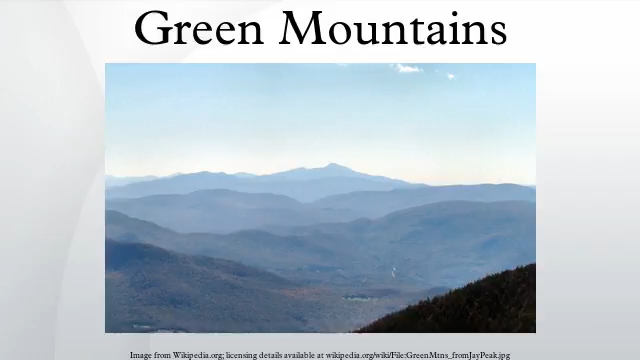 Green Mountains
Image from Wikipedia.org; licensing details available at wikipedia.org/wiki/File:GreenMtns_fromJayPeak.jpg